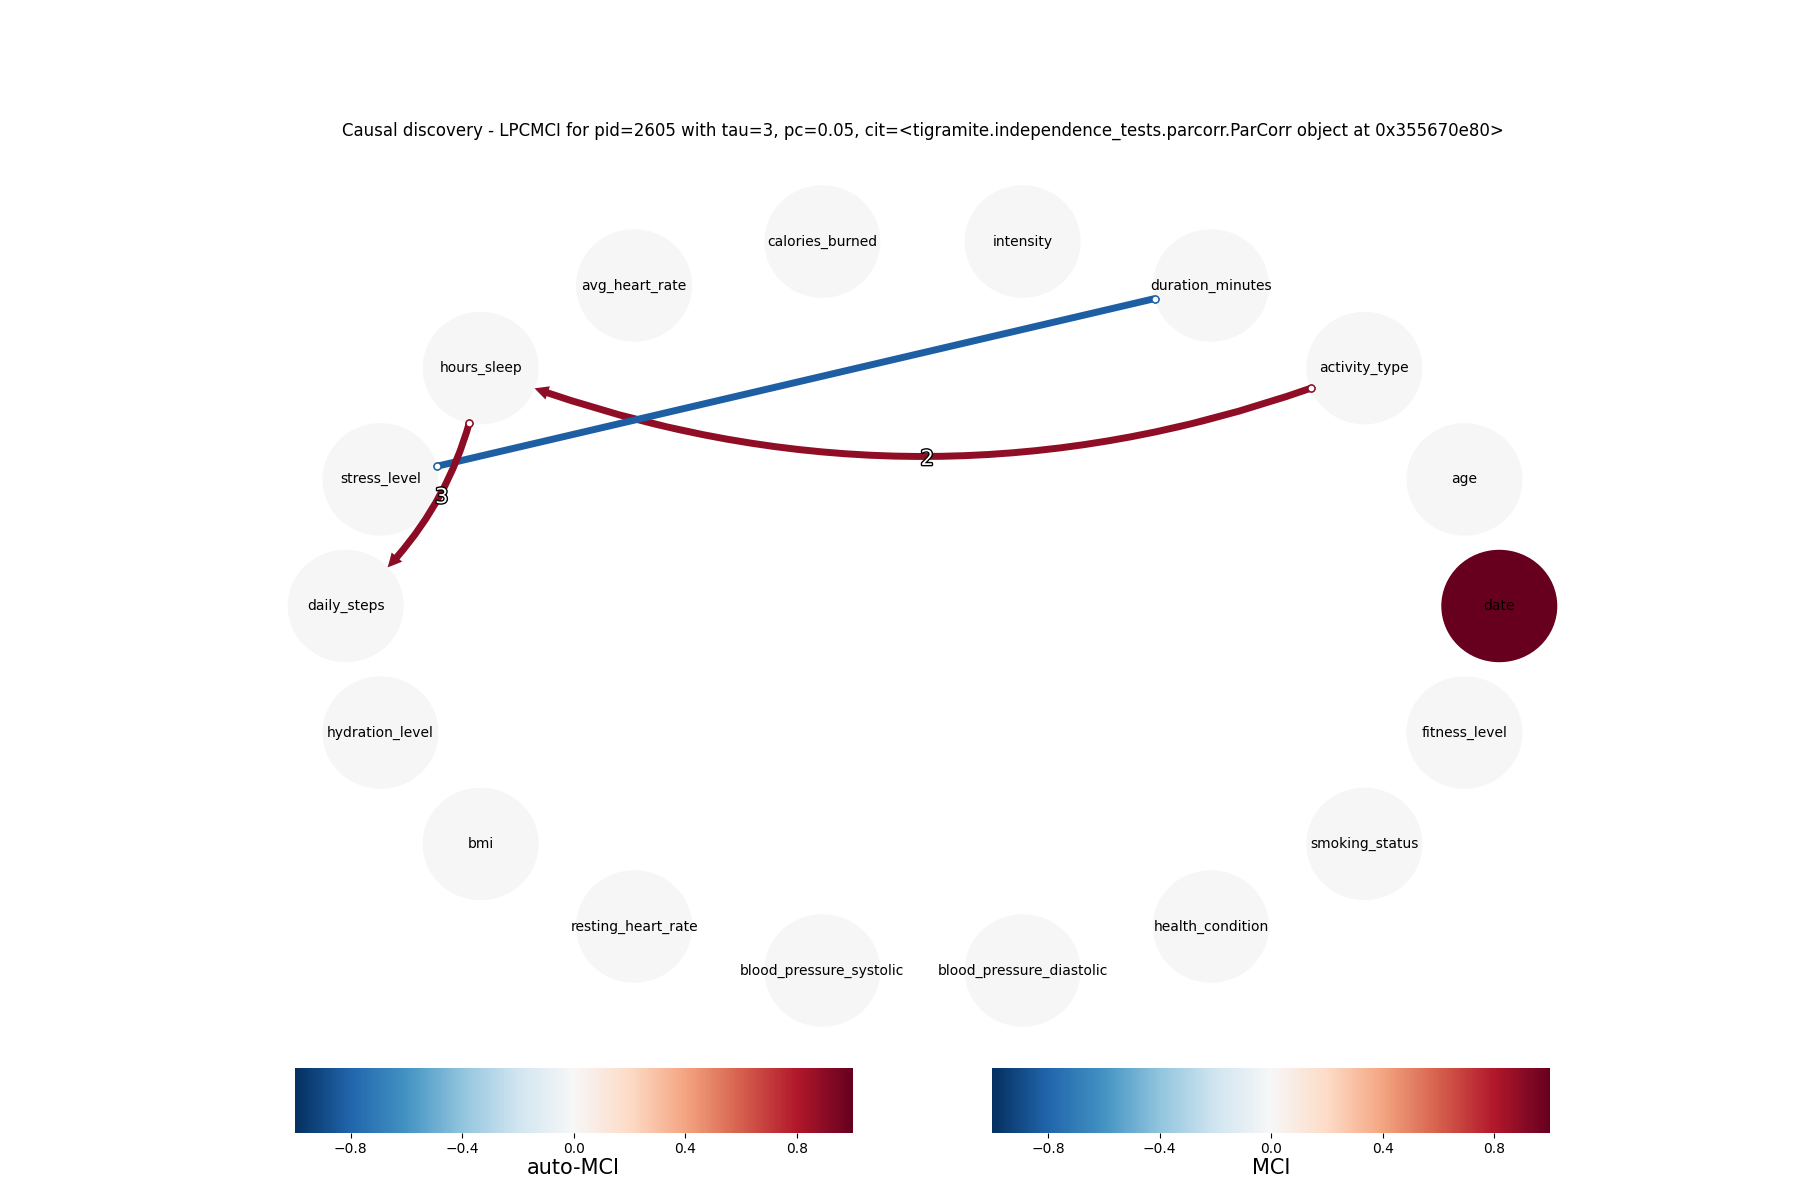 Causal discovery - LPCMCI for pid=2605 with tau=3, pc=0.05, cit=<tigramite.independence_tests.parcorr.ParCorr object at 0x355670e80>
calories_burned
intensity
avg_heart_rate
duration_minutes
hours_sleep
activity_type
2
stress_level
3
age
daily_steps
date
hydration_level
fitness_level
bmi
smoking_status
resting_heart_rate
health_condition
blood_pressure_systolic
blood_pressure_diastolic
−0.8 −0.4 0.0 0.4 0.8
auto-MCI
−0.8 −0.4 0.0 0.4 0.8
MCI